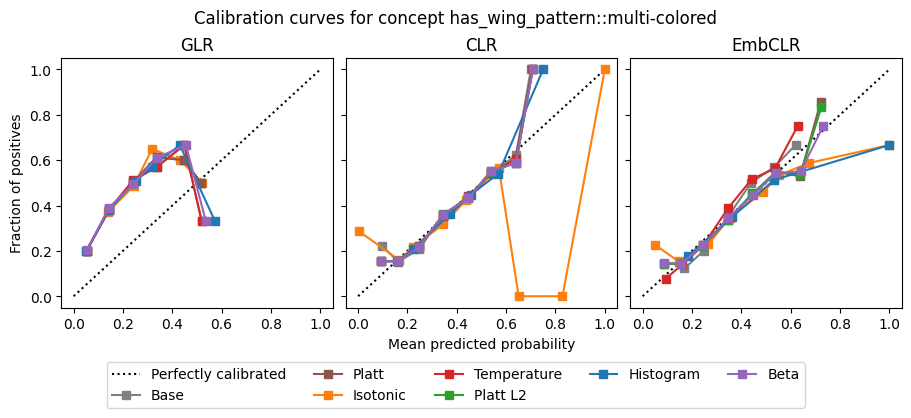 Calibration curves for concept has_wing_pattern::multi-colored
GLR
CLR
EmbCLR
Fraction of positives
1.0
0.8
0.6
0.4
0.2
0.0
0.0 0.2 0.4 0.6 0.8 1.0
0.0 0.2 0.4 0.6 0.8 1.0
0.0 0.2 0.4 0.6 0.8 1.0
Mean predicted probability
Perfectly calibrated
Base
Platt
Isotonic
Temperature
Platt L2
Histogram
Beta